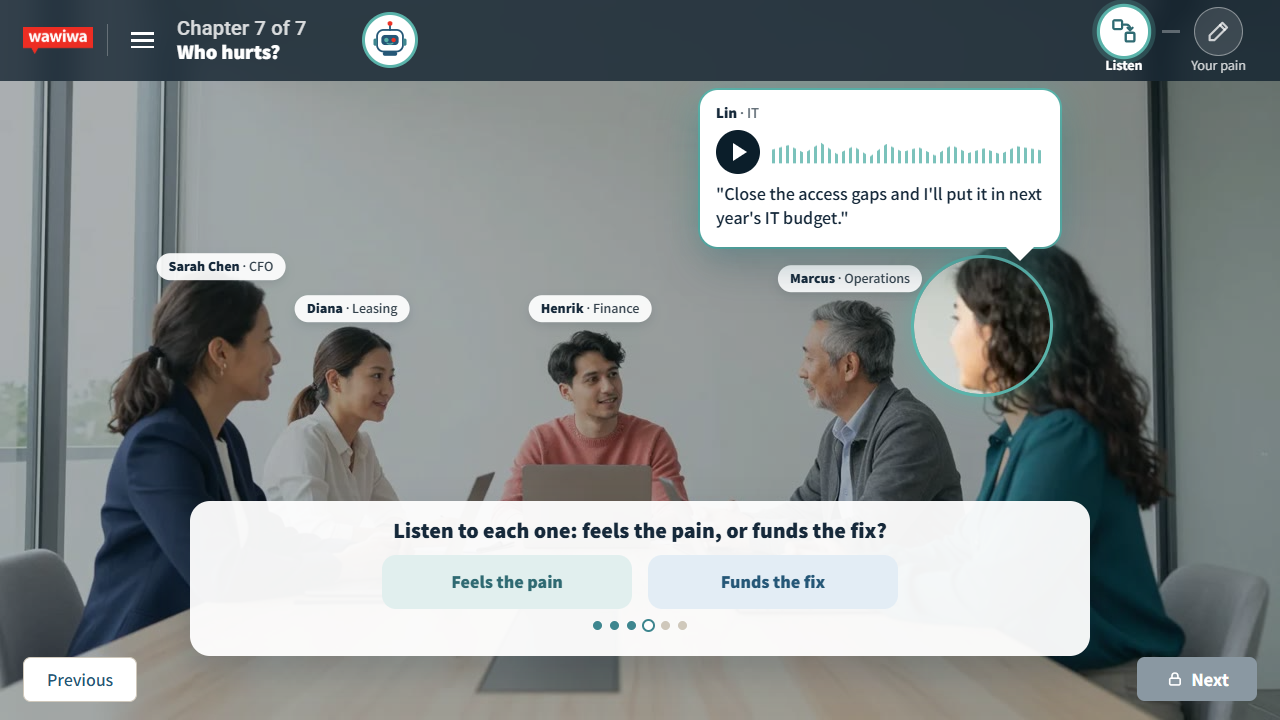 wawiwa
Chapter 7 of 7
Who hurts?
Listen
Your pain
Lin · IT
"Close the access gaps and I'll put it in next
year's IT budget."
Sarah Chen · CFO
Diana · Leasing
Henrik · Finance
Marcus · Operations
Listen to each one: feels the pain, or funds the fix?
Feels the pain
Funds the fix
Previous
Next